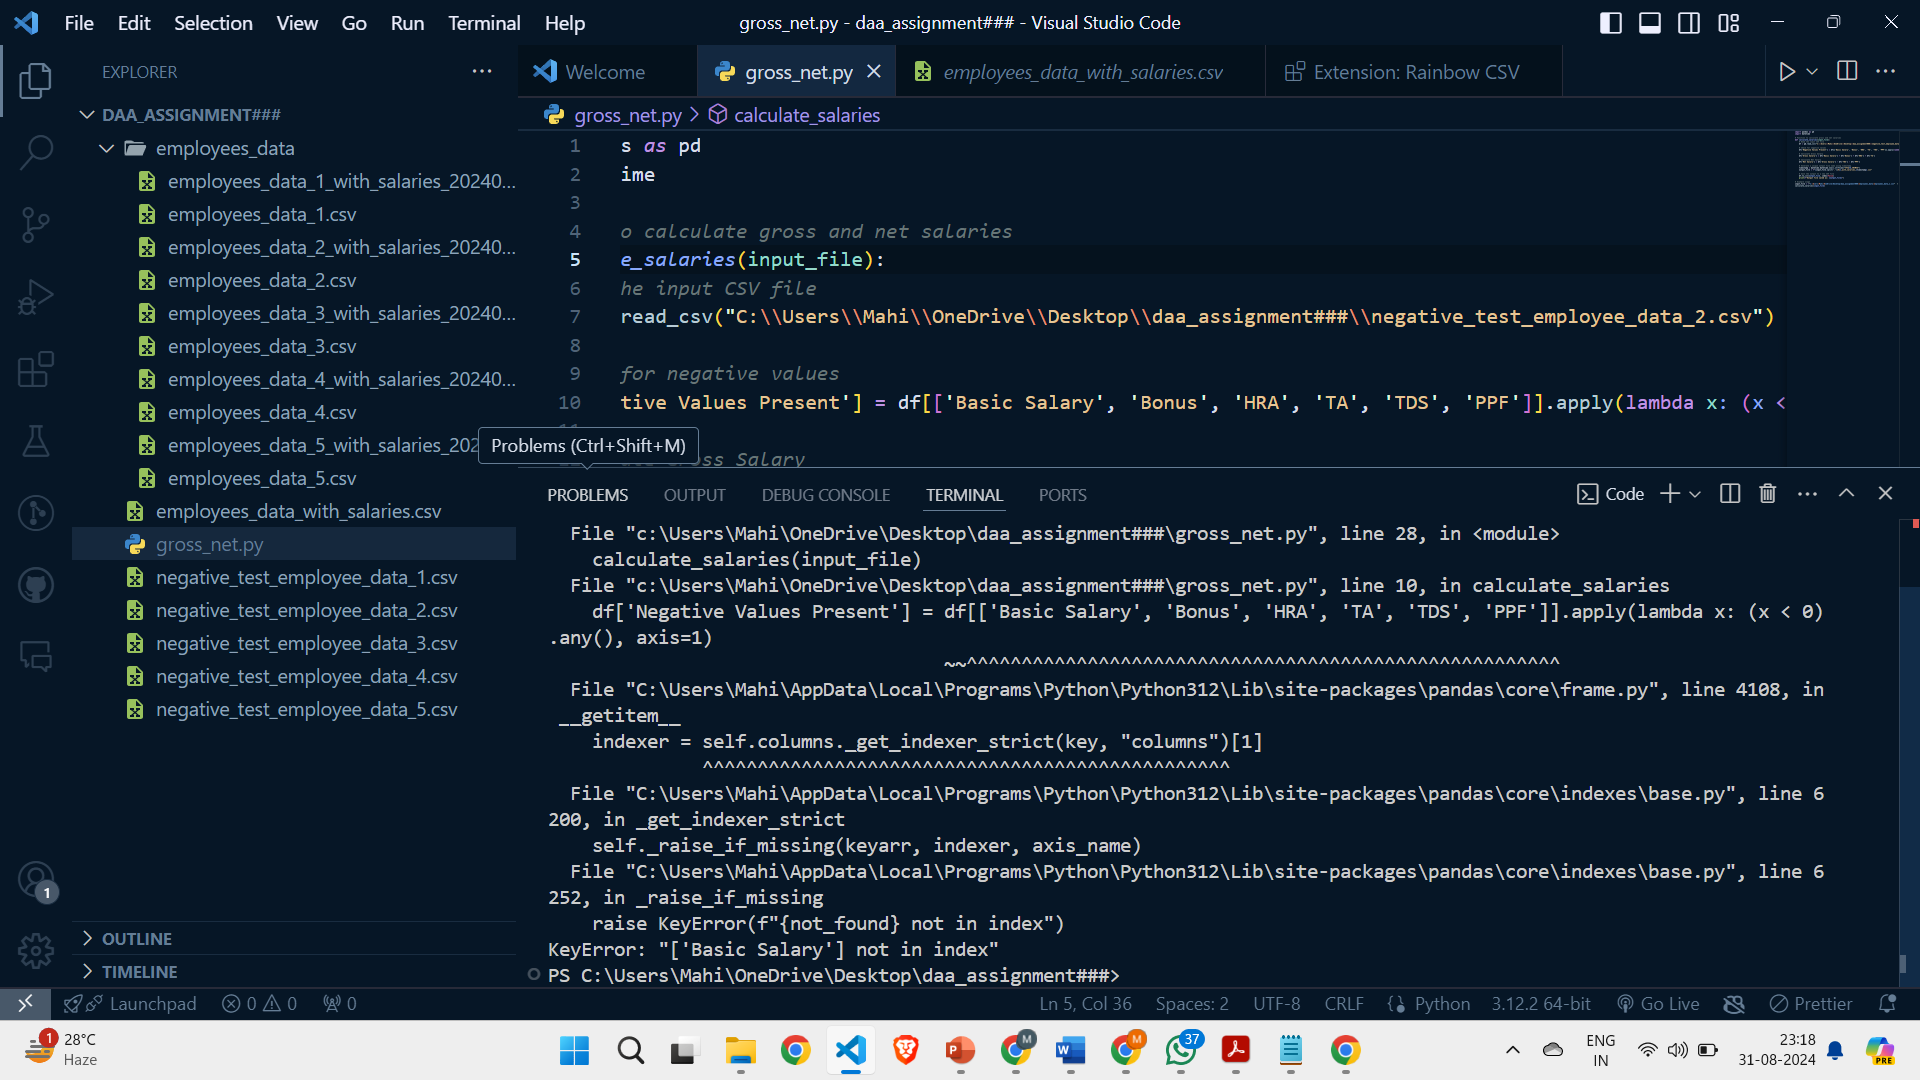 File Edit Selection View Go Run Terminal Help
gross_net.py - daa_assignment### - Visual Studio Code
EXPLORER
DAA_ASSIGNMENT###
employees_data
employees_data_1_with_salaries_20240...
employees_data_1.csv
employees_data_2_with_salaries_20240...
employees_data_2.csv
employees_data_3_with_salaries_20240...
employees_data_3.csv
employees_data_4_with_salaries_20240...
employees_data_4.csv
employees_data_5_with_salaries_202
employees_data_5.csv
employees_data_with_salaries.csv
gross_net.py
negative_test_employee_data_1.csv
negative_test_employee_data_2.csv
negative_test_employee_data_3.csv
negative_test_employee_data_4.csv
negative_test_employee_data_5.csv
OUTLINE
TIMELINE
1
Welcome
gross_net.py
employees_data_with_salaries.csv
Extension: Rainbow CSV
gross_net.py > calculate_salaries
1 s as pd
2 ime
3
4 o calculate gross and net salaries
5 e_salaries(input_file):
6 he input CSV file
7 read_csv("C:\\Users\\Mahi\\OneDrive\\Desktop\\daa_assignment###\\negative_test_employee_data_2.csv")
8
9 for negative values
10 tive Values Present'] = df[['Basic Salary', 'Bonus', 'HRA', 'TA', 'TDS', 'PPF']].apply(lambda x: (x <
Problems (Ctrl+Shift+M)
Salary
PROBLEMS OUTPUT DEBUG CONSOLE TERMINAL PORTS
Code
File "c:\Users\Mahi\OneDrive\Desktop\daa_assignment###\gross_net.py", line 28, in <module>
calculate_salaries(input_file)
File "c:\Users\Mahi\OneDrive\Desktop\daa_assignment###\gross_net.py", line 10, in calculate_salaries
df['Negative Values Present'] = df[['Basic Salary', 'Bonus', 'HRA', 'TA', 'TDS', 'PPF']].apply(lambda x: (x < 0)
.any(), axis=1)
~~^^^^^^^^^^^^^^^^^^^^^^^^^^^^^^^^^^^^^^^^^^^^^^^^^^^^^^
File "C:\Users\Mahi\AppData\Local\Programs\Python\Python312\Lib\site-packages\pandas\core\frame.py", line 4108, in
__getitem__
indexer = self.columns._get_indexer_strict(key, "columns")[1]
^^^^^^^^^^^^^^^^^^^^^^^^^^^^^^^^^^^^^^^^^^^^^^^^
File "C:\Users\Mahi\AppData\Local\Programs\Python\Python312\Lib\site-packages\pandas\core\indexes\base.py", line 6
200, in _get_indexer_strict
self._raise_if_missing(keyarr, indexer, axis_name)
File "C:\Users\Mahi\AppData\Local\Programs\Python\Python312\Lib\site-packages\pandas\core\indexes\base.py", line 6
252, in _raise_if_missing
raise KeyError(f"{not_found} not in index")
KeyError: "['Basic Salary'] not in index"
PS C:\Users\Mahi\OneDrive\Desktop\daa_assignment###>
Launchpad 0 0 0
Ln 5, Col 36 Spaces: 2 UTF-8 CRLF Python 3.12.2 64-bit Go Live Prettier
1
28°C
Haze
M
M
37
ENG
IN
23:18
31-08-2024
PRE